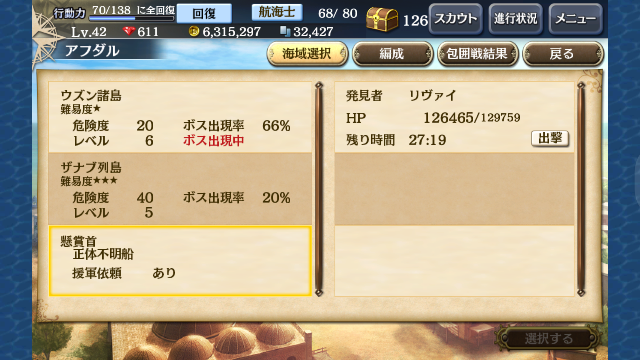 行動力 70/138 に全回復 回復 航海士 68/ 80 126 スカウト 進行状況 メニュー
Lv.42 611 6,315,297 32,427
アフダル 海域選択 編成 包囲戦結果 戻る
ウズン諸島
難易度★
危険度 20 ボス出現率 66%
レベル 6 ボス出現中
ザナブ列島
難易度★★★
危険度 40 ボス出現率 20%
レベル 5
懸賞首
正体不明船
援軍依頼 あり
発見者 リヴァイ
HP 126465/129759
残り時間 27:19 出撃
選択する